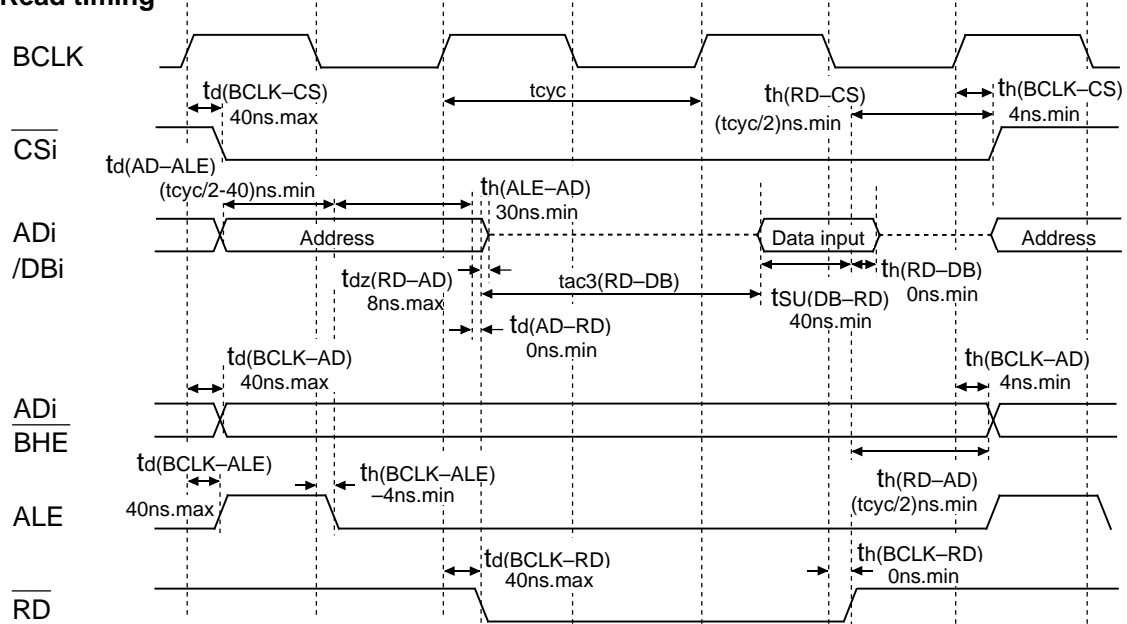 Read timing
BCLK
td(BCLK–CS)
40ns.max
tcyc
th(RD–CS)
(tcyc/2)ns.min
th(BCLK–CS)
4ns.min
CSi
td(AD–ALE)
(tcyc/2-40)ns.min
th(ALE–AD)
30ns.min
ADi
/DBi
Address
Data input
Address
tdz(RD–AD)
8ns.max
tac3(RD–DB)
th(RD–DB)
0ns.min
tSU(DB–RD)
40ns.min
td(AD–RD)
0ns.min
td(BCLK–AD)
40ns.max
th(BCLK–AD)
4ns.min
ADi
BHE
td(BCLK-ALE)
40ns.max
th(BCLK–ALE)
–4ns.min
th(RD–AD)
(tcyc/2)ns.min
ALE
td(BCLK–RD)
40ns.max
th(BCLK–RD)
0ns.min
RD